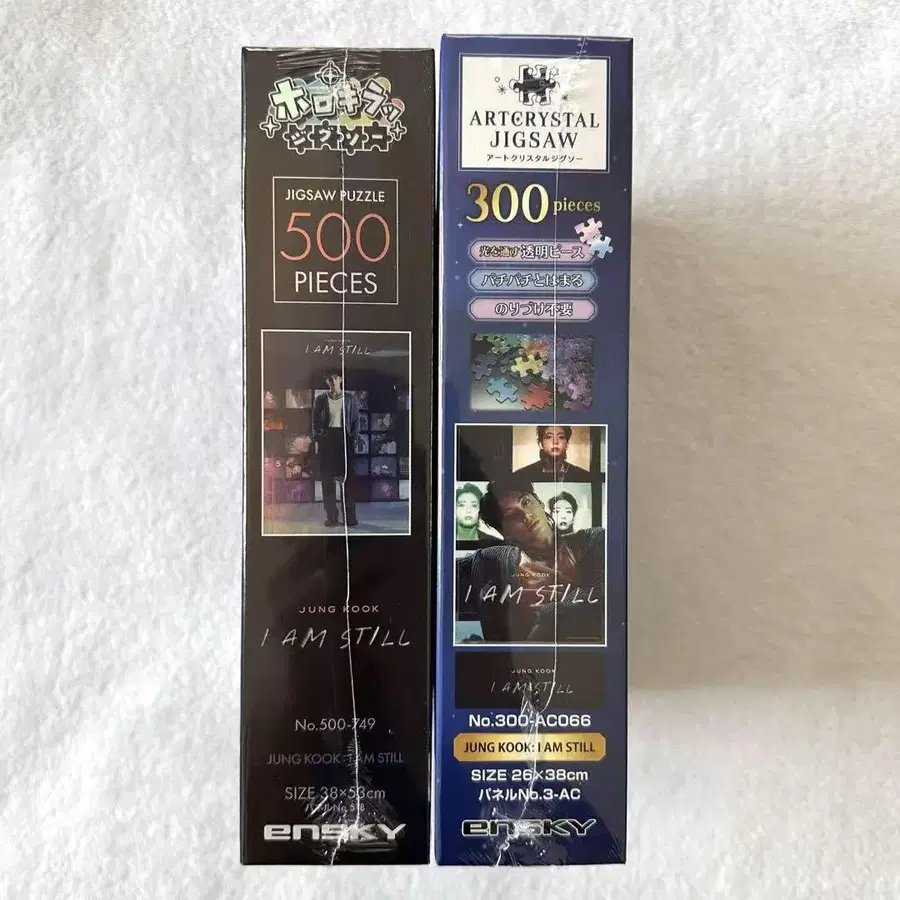 ホロキラッ
ジグソー
JIGSAW PUZZLE
500
PIECES
I AM STILL
JUNG KOOK
I AM STILL
No.500-749
JUNG KOOK: I AM STILL
SIZE 38×53cm
ensky
ARTCRYSTAL
JIGSAW
アートクリスタルジグソー
300 pieces
光を通す透明ピース
パチパチとはまる
のりづけ不要
JUNG KOOK
I AM STILL
JUNG KOOK
I AM STILL
No.300-AC066
JUNG KOOK: I AM STILL
SIZE 26×38cm
パネルNo.3-AC
ensky